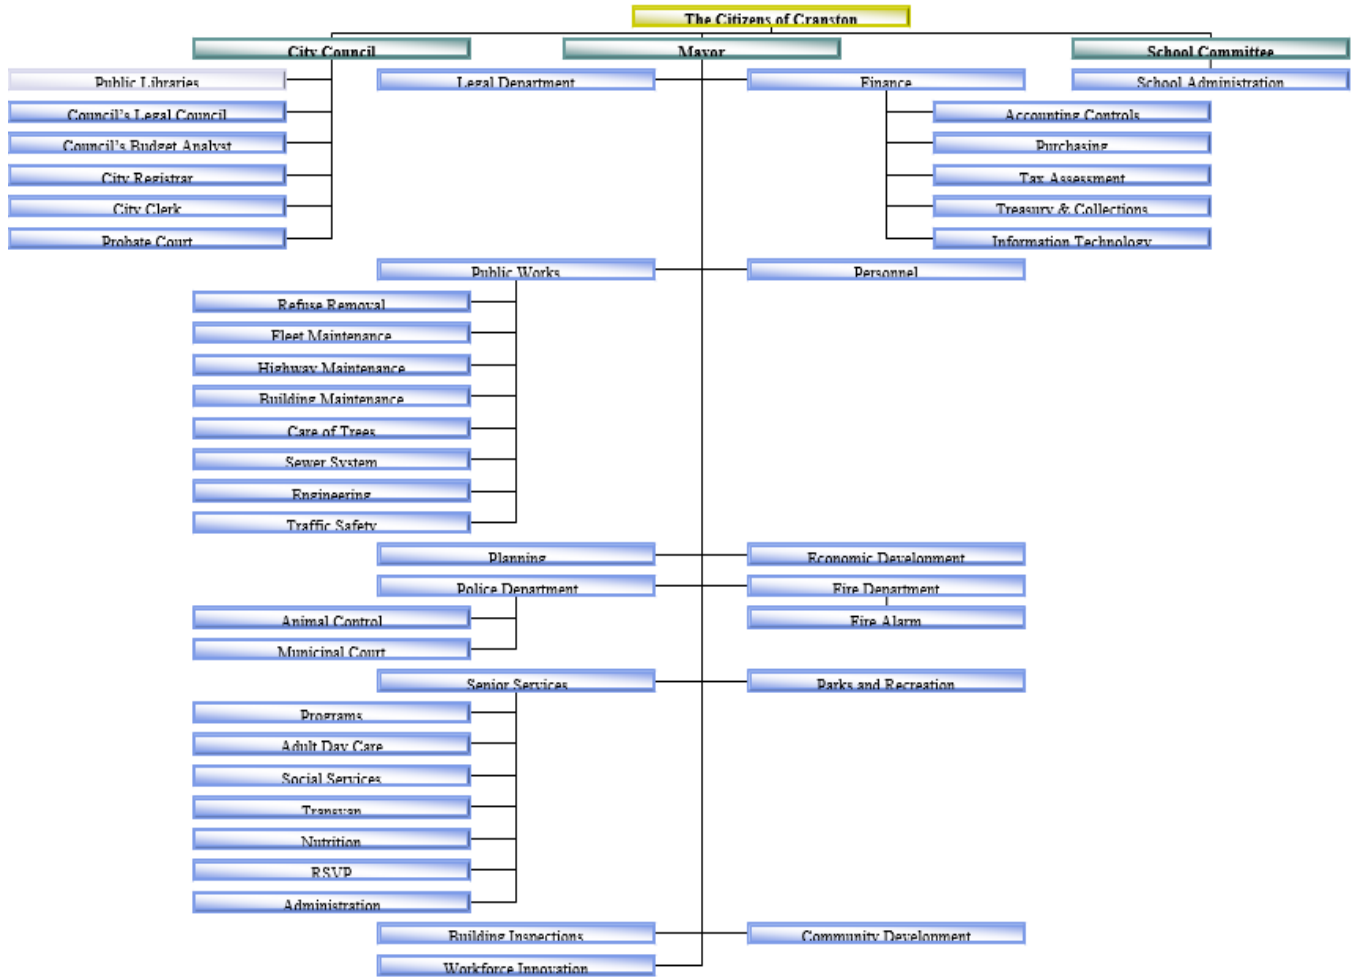 The Citizens of Cranston
City Council
Mayor
School Committee
Public Libraries
Legal Department
Finance
School Administration
Council's Legal Council
Accounting Controls
Council's Budget Analyst
Purchasing
City Registrar
Tax Assessment
City Clerk
Treasury & Collections
Probate Court
Information Technology
Public Works
Personnel
Refuse Removal
Fleet Maintenance
Highway Maintenance
Building Maintenance
Care of Trees
Sewer System
Engineering
Traffic Safety
Planning
Economic Development
Police Department
Fire Department
Animal Control
Fire Alarm
Municipal Court
Senior Services
Parks and Recreation
Programs
Adult Day Care
Social Services
Transvan
Nutrition
RSVP
Administration
Building Inspections
Community Development
Workforce Innovation